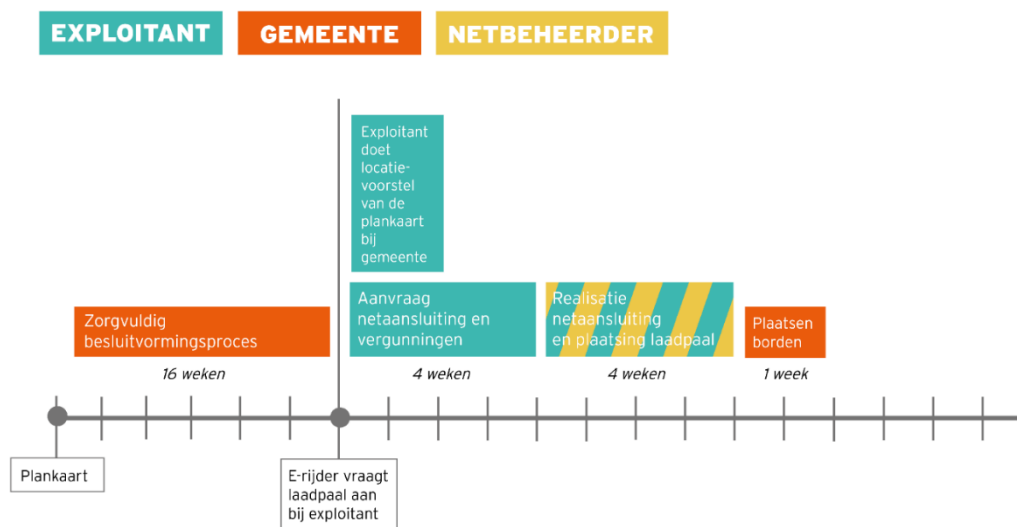 EXPLOITANT
GEMEENTE
NETBEHEERDER
Exploitant
doet
locatie-
voorstel
van de
plankaart
bij
gemeente
Zorgvuldig
besluitvormingsproces
Aanvraag
netaansluiting en
vergunningen
Realisatie
netaansluiting
en plaatsing laadpaal
Plaatsen
borden
16 weken
4 weken
4 weken
1 week
Plankaart
E-rijder vraagt
laadpaal aan
bij exploitant